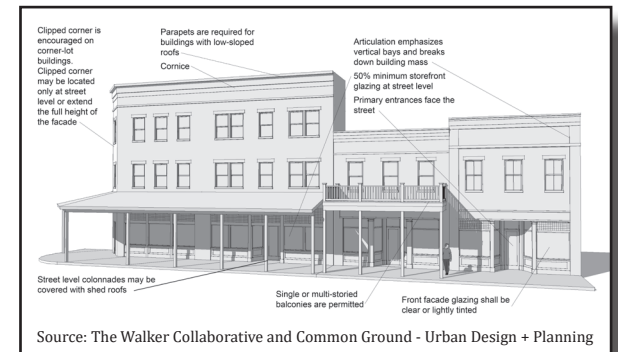 Clipped corner is
encouraged on
corner-lot
buildings.
Clipped corner
may be located
only at street
level or extend
the full height of
the facade
Parapets are required for
buildings with low-sloped
roofs
Cornice
Articulation emphasizes
vertical bays and breaks
down building mass
50% minimum storefront
glazing at street level
Primary entrances face the
street
Street level colonnades may be
covered with shed roofs
Single or multi-storied
balconies are permitted
Front facade glazing shall be
clear or lightly tinted
Source: The Walker Collaborative and Common Ground - Urban Design + Planning